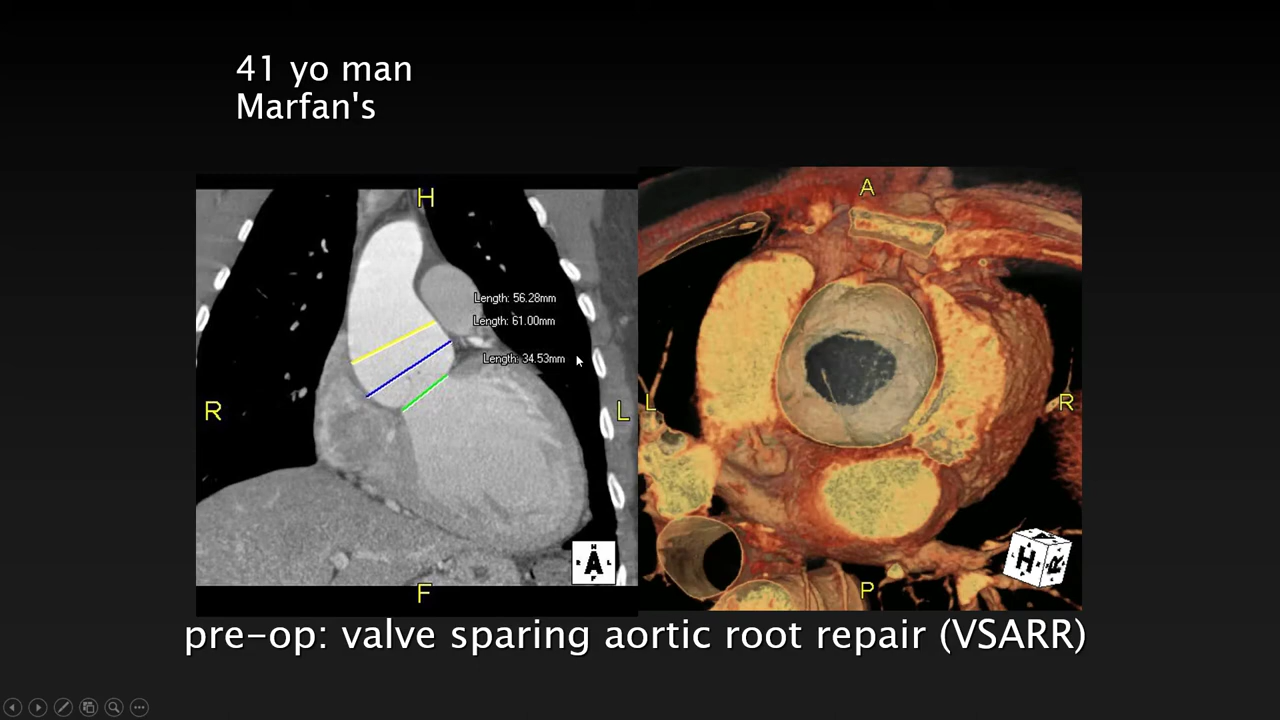 41 yo man
Marfan's
H
A
Length: 56.28mm
Length: 61.00mm
Length: 34.53mm
R
L
L
R
A
H
R
F
P
pre-op: valve sparing aortic root repair (VSARR)